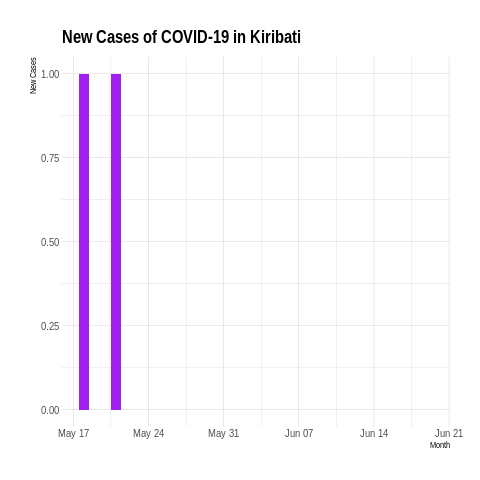 New Cases of COVID-19 in Kiribati
New Cases
1.00
0.75
0.50
0.25
0.00
May 17 May 24 May 31 Jun 07 Jun 14 Jun 21
Month